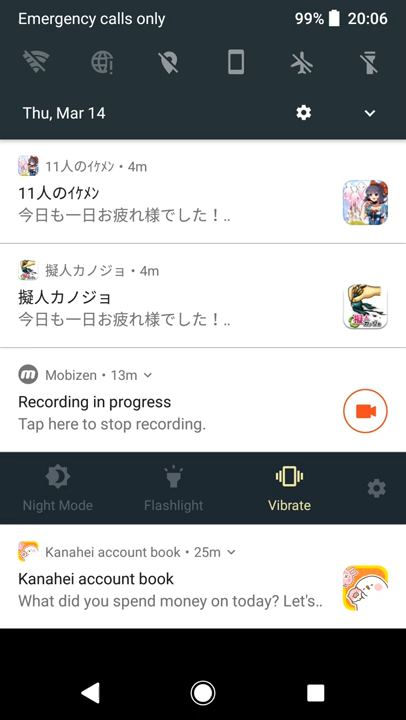 Emergency calls only 99% 20:06
Thu, Mar 14
11人のｲｹﾒﾝ • 4m
11人のｲｹﾒﾝ
今日も一日お疲れ様でした！..
擬人カノジョ • 4m
擬人カノジョ
今日も一日お疲れ様でした！..
Mobizen • 13m
Recording in progress
Tap here to stop recording.
Night Mode Flashlight Vibrate
Kanahei account book • 25m
Kanahei account book
What did you spend money on today? Let's..